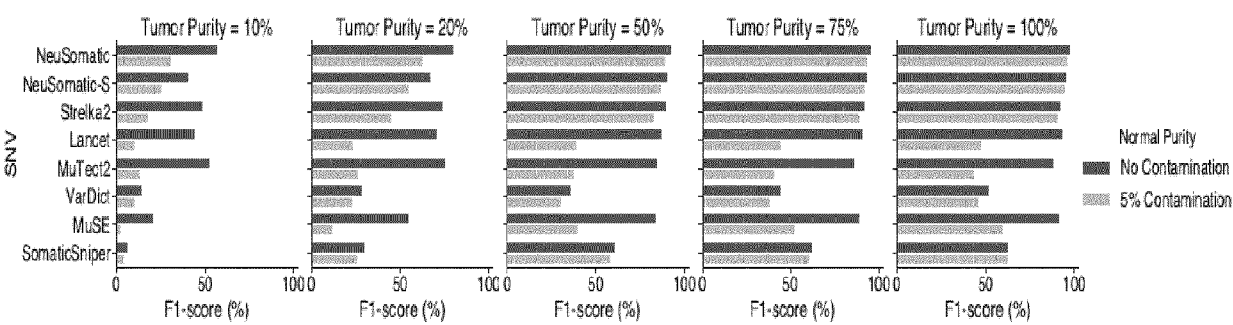 Tumor Purity = 10% Tumor Purity = 20% Tumor Purity = 50% Tumor Purity = 75% Tumor Purity = 100%
SNV
NeuSomatic
NeuSomatic-S
Strelka2
Lancet
MuTect2
VarDict
MuSE
SomaticSniper
0 50 100 0 50 100 0 50 100 0 50 100 0 50 100
F1-score (%) F1-score (%) F1-score (%) F1-score (%) F1-score (%)
Normal Purity
No Contamination
5% Contamination